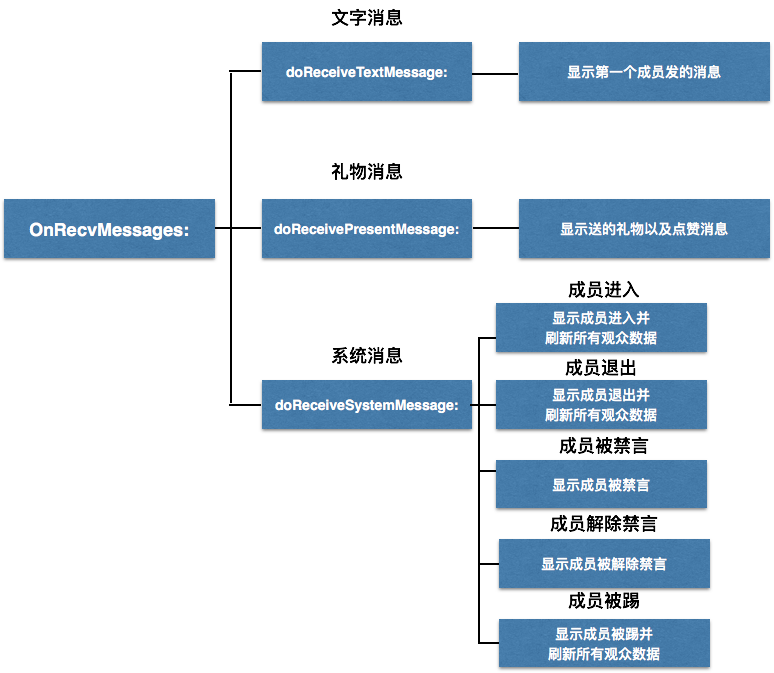 文字消息
doReceiveTextMessage:
显示第一个成员发的消息
礼物消息
OnRecvMessages:
doReceivePresentMessage:
显示送的礼物以及点赞消息
成员进入
显示成员进入并
刷新所有观众数据
系统消息
doReceiveSystemMessage:
成员退出
显示成员退出并
刷新所有观众数据
成员被禁言
显示成员被禁言
成员解除禁言
显示成员被解除禁言
成员被踢
显示成员被踢并
刷新所有观众数据